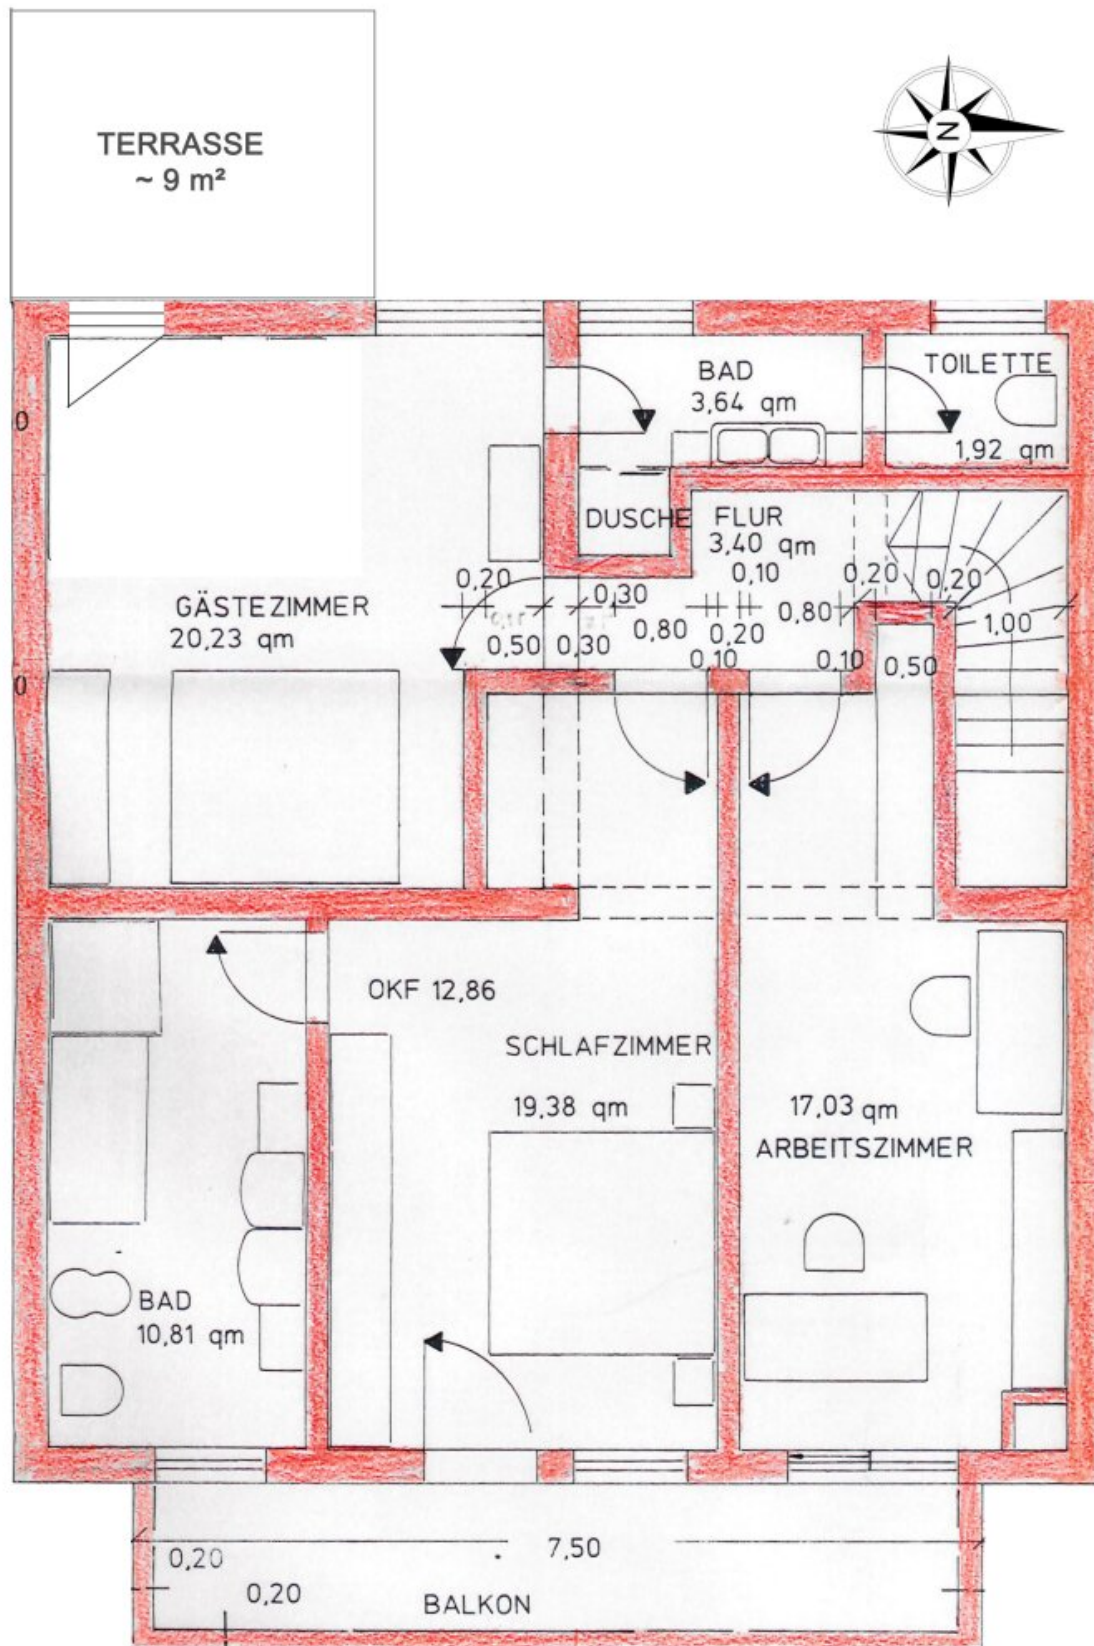 TERRASSE
~ 9 m²
N
BAD
3,64 qm
TOILETTE
1,92 qm
0
DUSCHE
FLUR
3,40 qm
0,20
0,30
0,10
0,20
0,20
GÄSTEZIMMER
20,23 qm
0,50
0,30
0,80
0,20
0,80
1,00
0,10
0,10
0,50
0
OKF 12,86
SCHLAFZIMMER
19,38 qm
17,03 qm
ARBEITSZIMMER
BAD
10,81 qm
7,50
0,20
0,20
BALKON